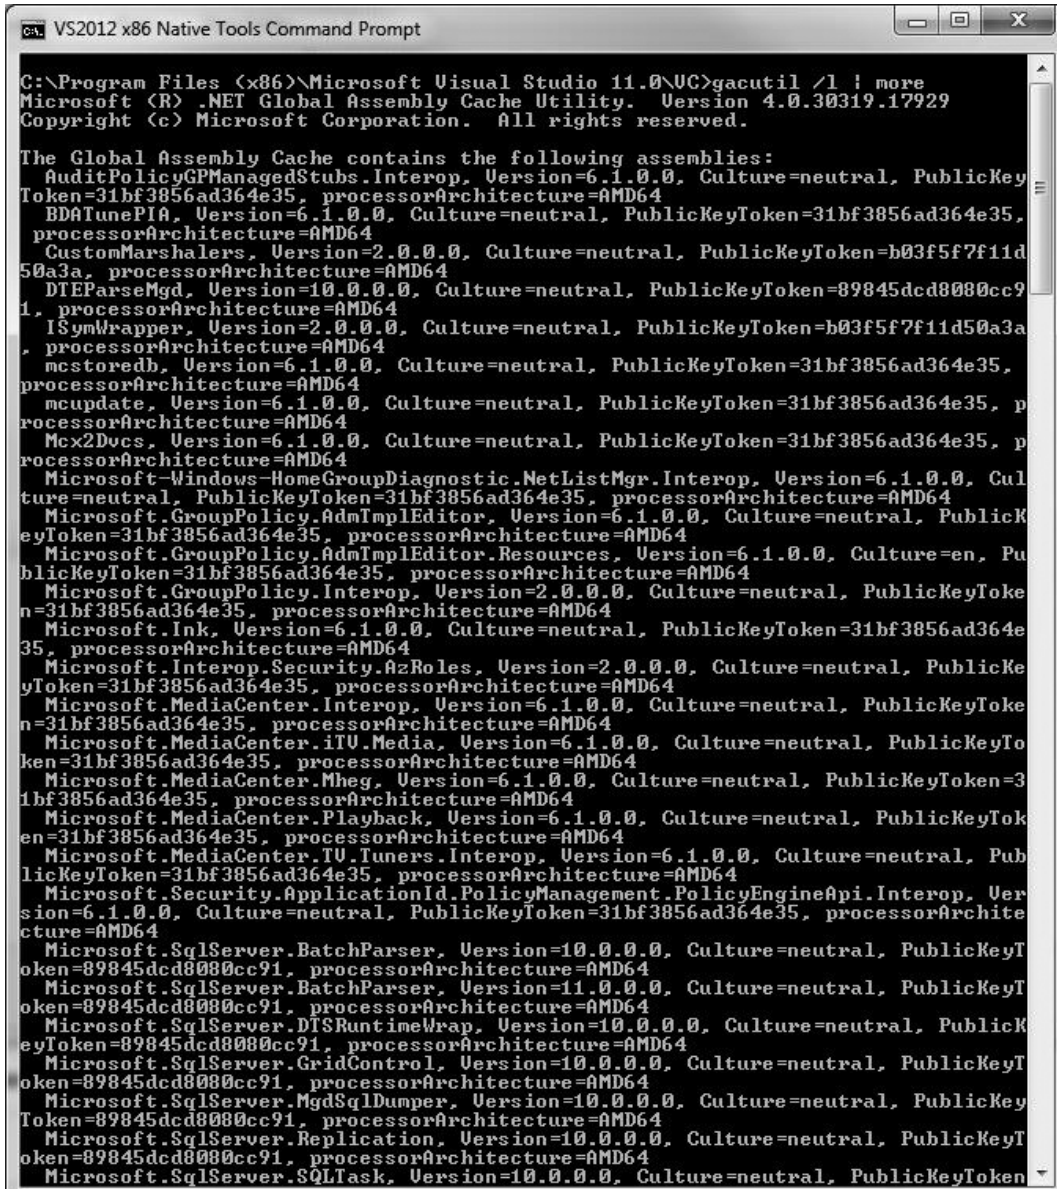 VS2012 x86 Native Tools Command Prompt
C:\Program Files (x86)\Microsoft Visual Studio 11.0\VC>gacutil /l | more
Microsoft (R) .NET Global Assembly Cache Utility.  Version 4.0.30319.17929
Copyright (c) Microsoft Corporation.  All rights reserved.
The Global Assembly Cache contains the following assemblies:
  AuditPolicyGPManagedStubs.Interop, Version=6.1.0.0, Culture=neutral, PublicKey
Token=31bf3856ad364e35, processorArchitecture=AMD64
  BDATunePIA, Version=6.1.0.0, Culture=neutral, PublicKeyToken=31bf3856ad364e35,
 processorArchitecture=AMD64
  CustomMarshalers, Version=2.0.0.0, Culture=neutral, PublicKeyToken=b03f5f7f11d
50a3a, processorArchitecture=AMD64
  DTEParseMgd, Version=10.0.0.0, Culture=neutral, PublicKeyToken=89845dcd8080cc9
1, processorArchitecture=AMD64
  ISymWrapper, Version=2.0.0.0, Culture=neutral, PublicKeyToken=b03f5f7f11d50a3a
, processorArchitecture=AMD64
  mcstoredb, Version=6.1.0.0, Culture=neutral, PublicKeyToken=31bf3856ad364e35,
processorArchitecture=AMD64
  mcupdate, Version=6.1.0.0, Culture=neutral, PublicKeyToken=31bf3856ad364e35, p
rocessorArchitecture=AMD64
  Mcx2Dvcs, Version=6.1.0.0, Culture=neutral, PublicKeyToken=31bf3856ad364e35, p
rocessorArchitecture=AMD64
  Microsoft-Windows-HomeGroupDiagnostic.NetListMgr.Interop, Version=6.1.0.0, Cul
ture=neutral, PublicKeyToken=31bf3856ad364e35, processorArchitecture=AMD64
  Microsoft.GroupPolicy.AdmTmplEditor, Version=6.1.0.0, Culture=neutral, PublicK
eyToken=31bf3856ad364e35, processorArchitecture=AMD64
  Microsoft.GroupPolicy.AdmTmplEditor.Resources, Version=6.1.0.0, Culture=en, Pu
blicKeyToken=31bf3856ad364e35, processorArchitecture=AMD64
  Microsoft.GroupPolicy.Interop, Version=2.0.0.0, Culture=neutral, PublicKeyToke
n=31bf3856ad364e35, processorArchitecture=AMD64
  Microsoft.Ink, Version=6.1.0.0, Culture=neutral, PublicKeyToken=31bf3856ad364e
35, processorArchitecture=AMD64
  Microsoft.Interop.Security.AzRoles, Version=2.0.0.0, Culture=neutral, PublicKe
yToken=31bf3856ad364e35, processorArchitecture=AMD64
  Microsoft.MediaCenter.Interop, Version=6.1.0.0, Culture=neutral, PublicKeyToke
n=31bf3856ad364e35, processorArchitecture=AMD64
  Microsoft.MediaCenter.iTV.Media, Version=6.1.0.0, Culture=neutral, PublicKeyTo
ken=31bf3856ad364e35, processorArchitecture=AMD64
  Microsoft.MediaCenter.Mheg, Version=6.1.0.0, Culture=neutral, PublicKeyToken=3
1bf3856ad364e35, processorArchitecture=AMD64
  Microsoft.MediaCenter.Playback, Version=6.1.0.0, Culture=neutral, PublicKeyTok
en=31bf3856ad364e35, processorArchitecture=AMD64
  Microsoft.MediaCenter.TV.Tuners.Interop, Version=6.1.0.0, Culture=neutral, Pub
licKeyToken=31bf3856ad364e35, processorArchitecture=AMD64
  Microsoft.Security.ApplicationId.PolicyManagement.PolicyEngineApi.Interop, Ver
sion=6.1.0.0, Culture=neutral, PublicKeyToken=31bf3856ad364e35, processorArchite
cture=AMD64
  Microsoft.SqlServer.BatchParser, Version=10.0.0.0, Culture=neutral, PublicKeyT
oken=89845dcd8080cc91, processorArchitecture=AMD64
  Microsoft.SqlServer.BatchParser, Version=11.0.0.0, Culture=neutral, PublicKeyT
oken=89845dcd8080cc91, processorArchitecture=AMD64
  Microsoft.SqlServer.DTSRuntimeWrap, Version=10.0.0.0, Culture=neutral, PublicK
eyToken=89845dcd8080cc91, processorArchitecture=AMD64
  Microsoft.SqlServer.GridControl, Version=10.0.0.0, Culture=neutral, PublicKeyT
oken=89845dcd8080cc91, processorArchitecture=AMD64
  Microsoft.SqlServer.MgdSqlDumper, Version=10.0.0.0, Culture=neutral, PublicKey
Token=89845dcd8080cc91, processorArchitecture=AMD64
  Microsoft.SqlServer.Replication, Version=10.0.0.0, Culture=neutral, PublicKeyT
oken=89845dcd8080cc91, processorArchitecture=AMD64
  Microsoft.SqlServer.SQLTask, Version=10.0.0.0, Culture=neutral, PublicKeyToken